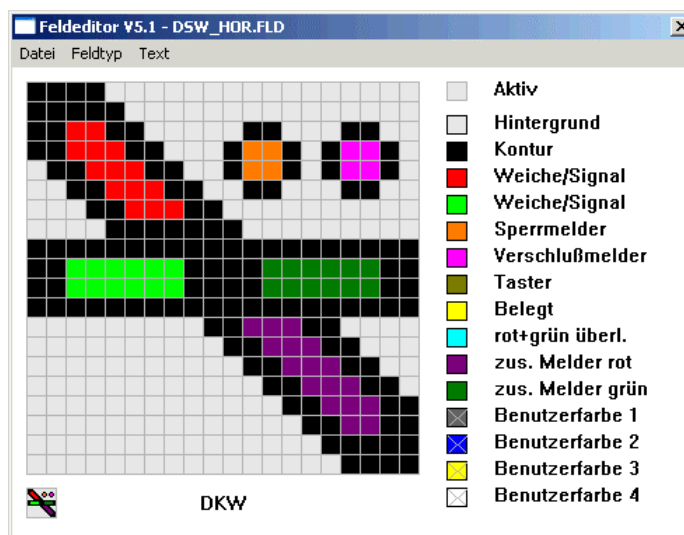 Feldeditor V5.1 - DSW_HOR.FLD
Datei Feldtyp Text
Aktiv
Hintergrund
Kontur
Weiche/Signal
Weiche/Signal
Sperrmelder
Verschlußmelder
Taster
Belegt
rot+grün überl.
zus. Melder rot
zus. Melder grün
Benutzerfarbe 1
Benutzerfarbe 2
Benutzerfarbe 3
Benutzerfarbe 4
DKW